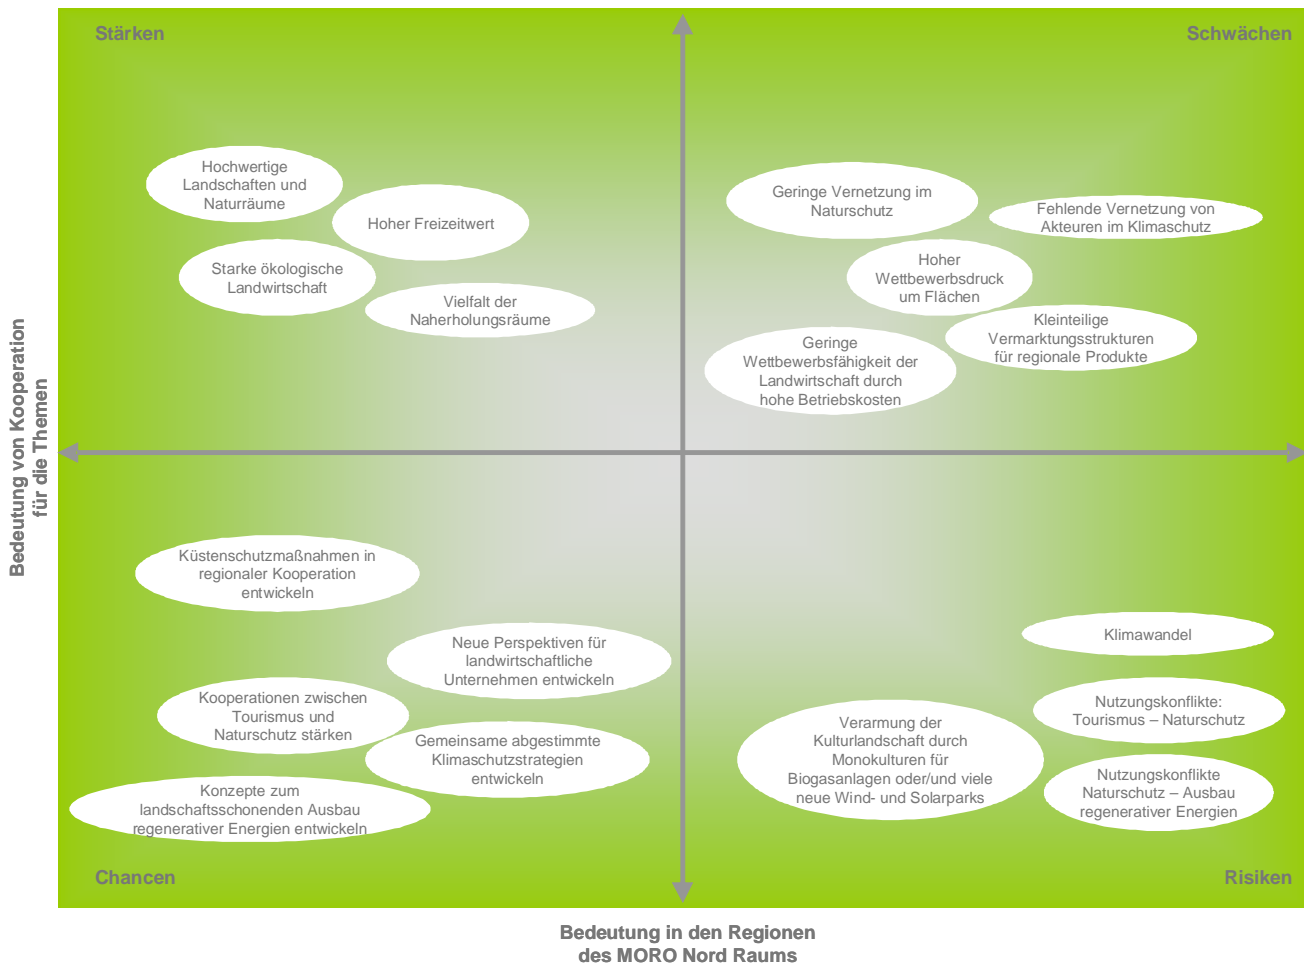 Stärken
Schwächen
Hochwertige
Landschaften und
Naturräume
Hoher Freizeitwert
Starke ökologische
Landwirtschaft
Vielfalt der
Naherholungsräume
Geringe Vernetzung im
Naturschutz
Fehlende Vernetzung von
Akteuren im Klimaschutz
Hoher
Wettbewerbsdruck
um Flächen
Kleinteilige
Vermarktungsstrukturen
für regionale Produkte
Geringe
Wettbewerbsfähigkeit der
Landwirtschaft durch
hohe Betriebskosten
Bedeutung von Kooperation
für die Themen
Küstenschutzmaßnahmen in
regionaler Kooperation
entwickeln
Neue Perspektiven für
landwirtschaftliche
Unternehmen entwickeln
Kooperationen zwischen
Tourismus und
Naturschutz stärken
Gemeinsame abgestimmte
Klimaschutzstrategien
entwickeln
Konzepte zum
landschaftsschonenden Ausbau
regenerativer Energien entwickeln
Klimawandel
Nutzungskonflikte:
Tourismus – Naturschutz
Verarmung der
Kulturlandschaft durch
Monokulturen für
Biogasanlagen oder/und viele
neue Wind- und Solarparks
Nutzungskonflikte
Naturschutz – Ausbau
regenerativer Energien
Chancen
Risiken
Bedeutung in den Regionen
des MORO Nord Raums